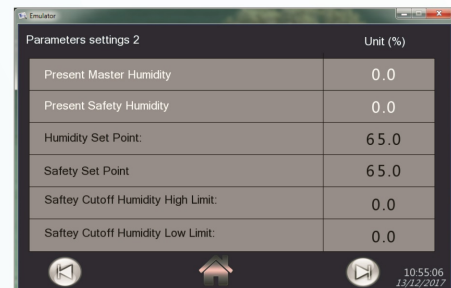 Emulator
Parameters settings 2 Unit (%)
Present Master Humidity 0.0
Present Safety Humidity 0.0
Humidity Set Point: 65.0
Safety Set Point 65.0
Saftey Cutoff Humidity High Limit: 0.0
Saftey Cutoff Humidity Low Limit: 0.0
10:55:06
13/12/2017